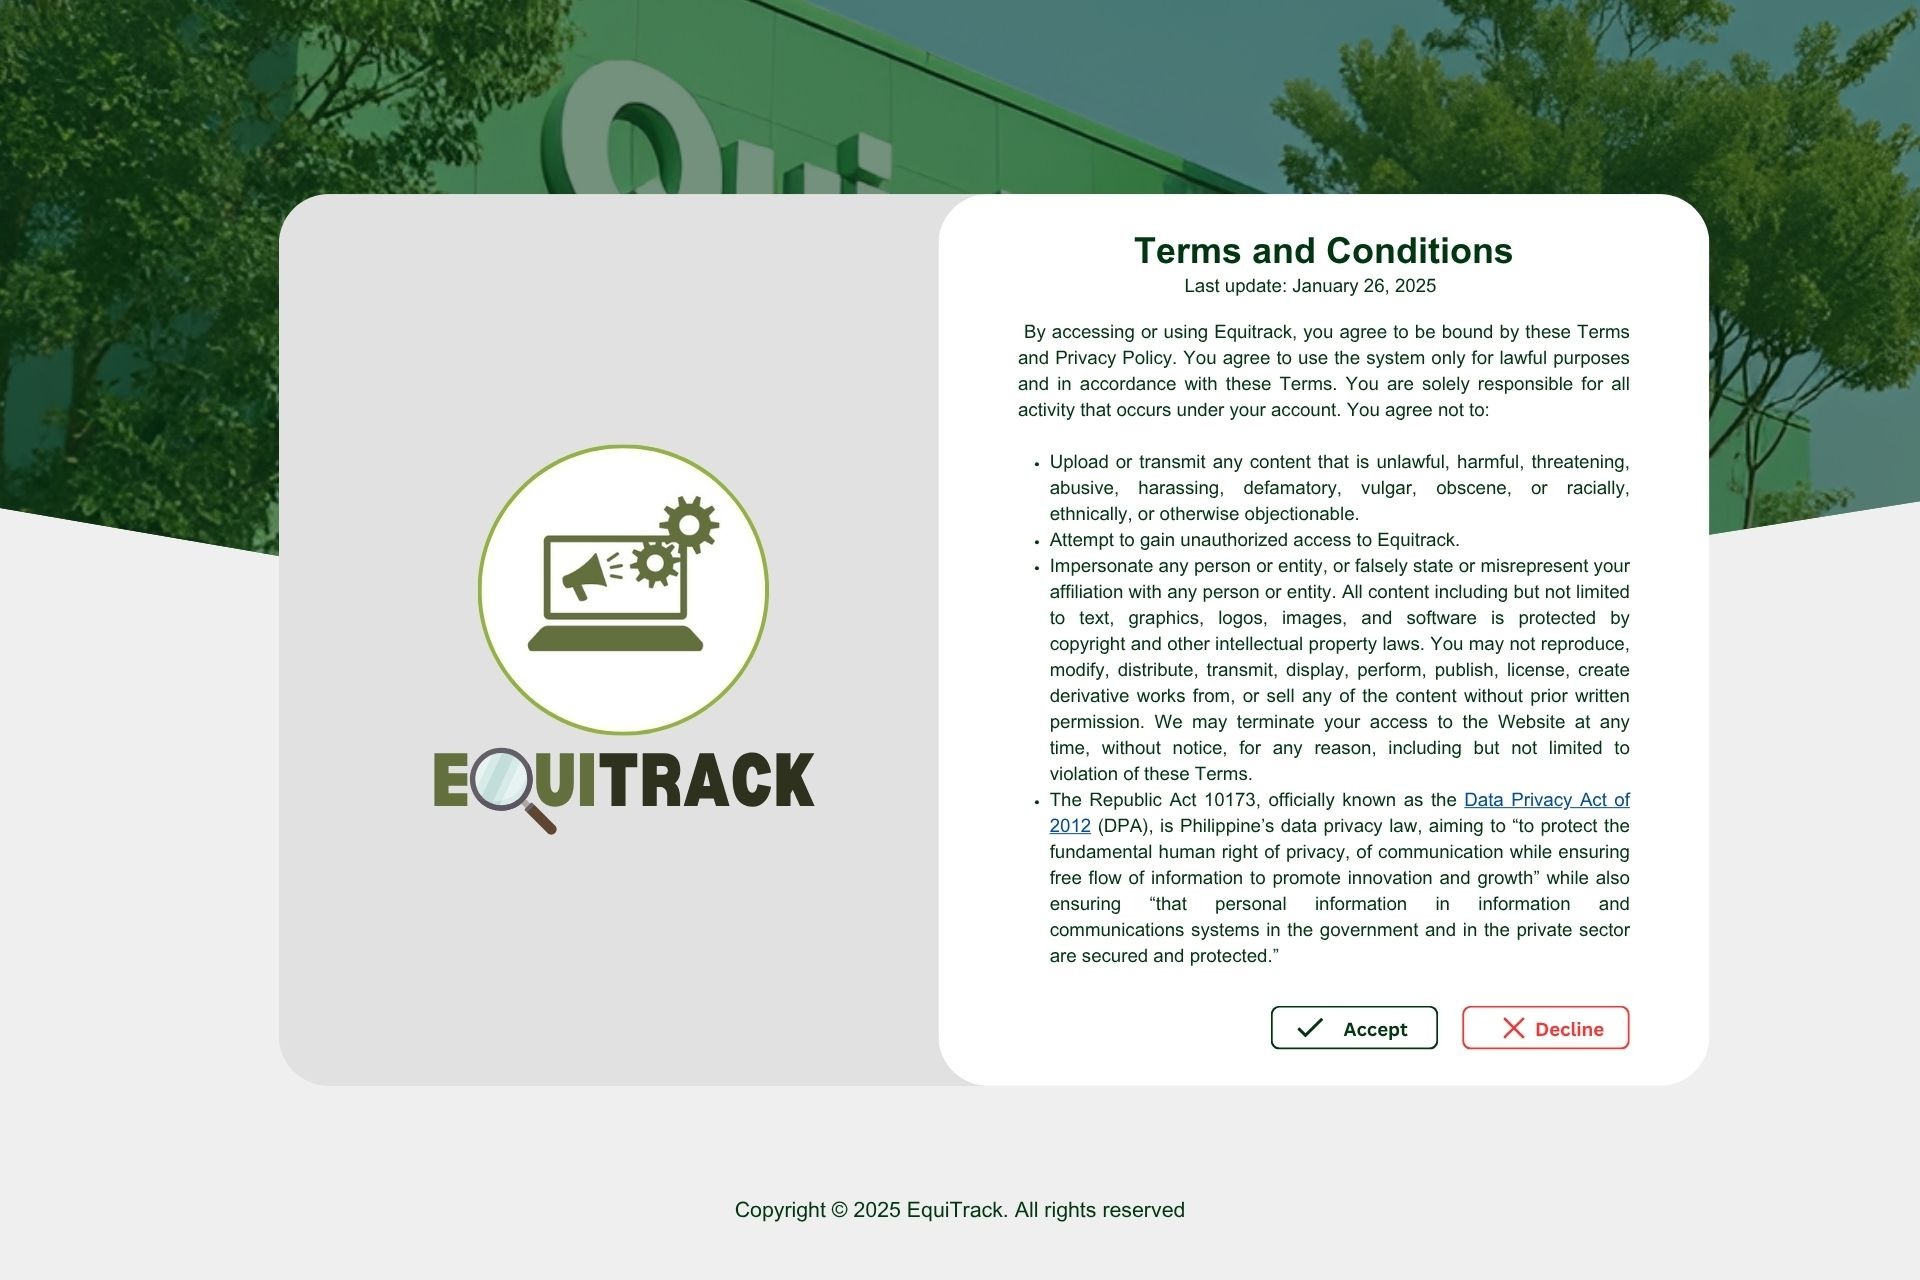 Qui
EQUITRACK
Terms and Conditions
Last update: January 26, 2025
By accessing or using Equitrack, you agree to be bound by these Terms
and Privacy Policy. You agree to use the system only for lawful purposes
and in accordance with these Terms. You are solely responsible for all
activity that occurs under your account. You agree not to:
• Upload or transmit any content that is unlawful, harmful, threatening,
abusive, harassing, defamatory, vulgar, obscene, or racially,
ethnically, or otherwise objectionable.
• Attempt to gain unauthorized access to Equitrack.
• Impersonate any person or entity, or falsely state or misrepresent your
affiliation with any person or entity. All content including but not limited
to text, graphics, logos, images, and software is protected by
copyright and other intellectual property laws. You may not reproduce,
modify, distribute, transmit, display, perform, publish, license, create
derivative works from, or sell any of the content without prior written
permission. We may terminate your access to the Website at any
time, without notice, for any reason, including but not limited to
violation of these Terms.
• The Republic Act 10173, officially known as the Data Privacy Act of
2012 (DPA), is Philippine’s data privacy law, aiming to “to protect the
fundamental human right of privacy, of communication while ensuring
free flow of information to promote innovation and growth” while also
ensuring “that personal information in information and
communications systems in the government and in the private sector
are secured and protected.”
Accept
Decline
Copyright © 2025 EquiTrack. All rights reserved